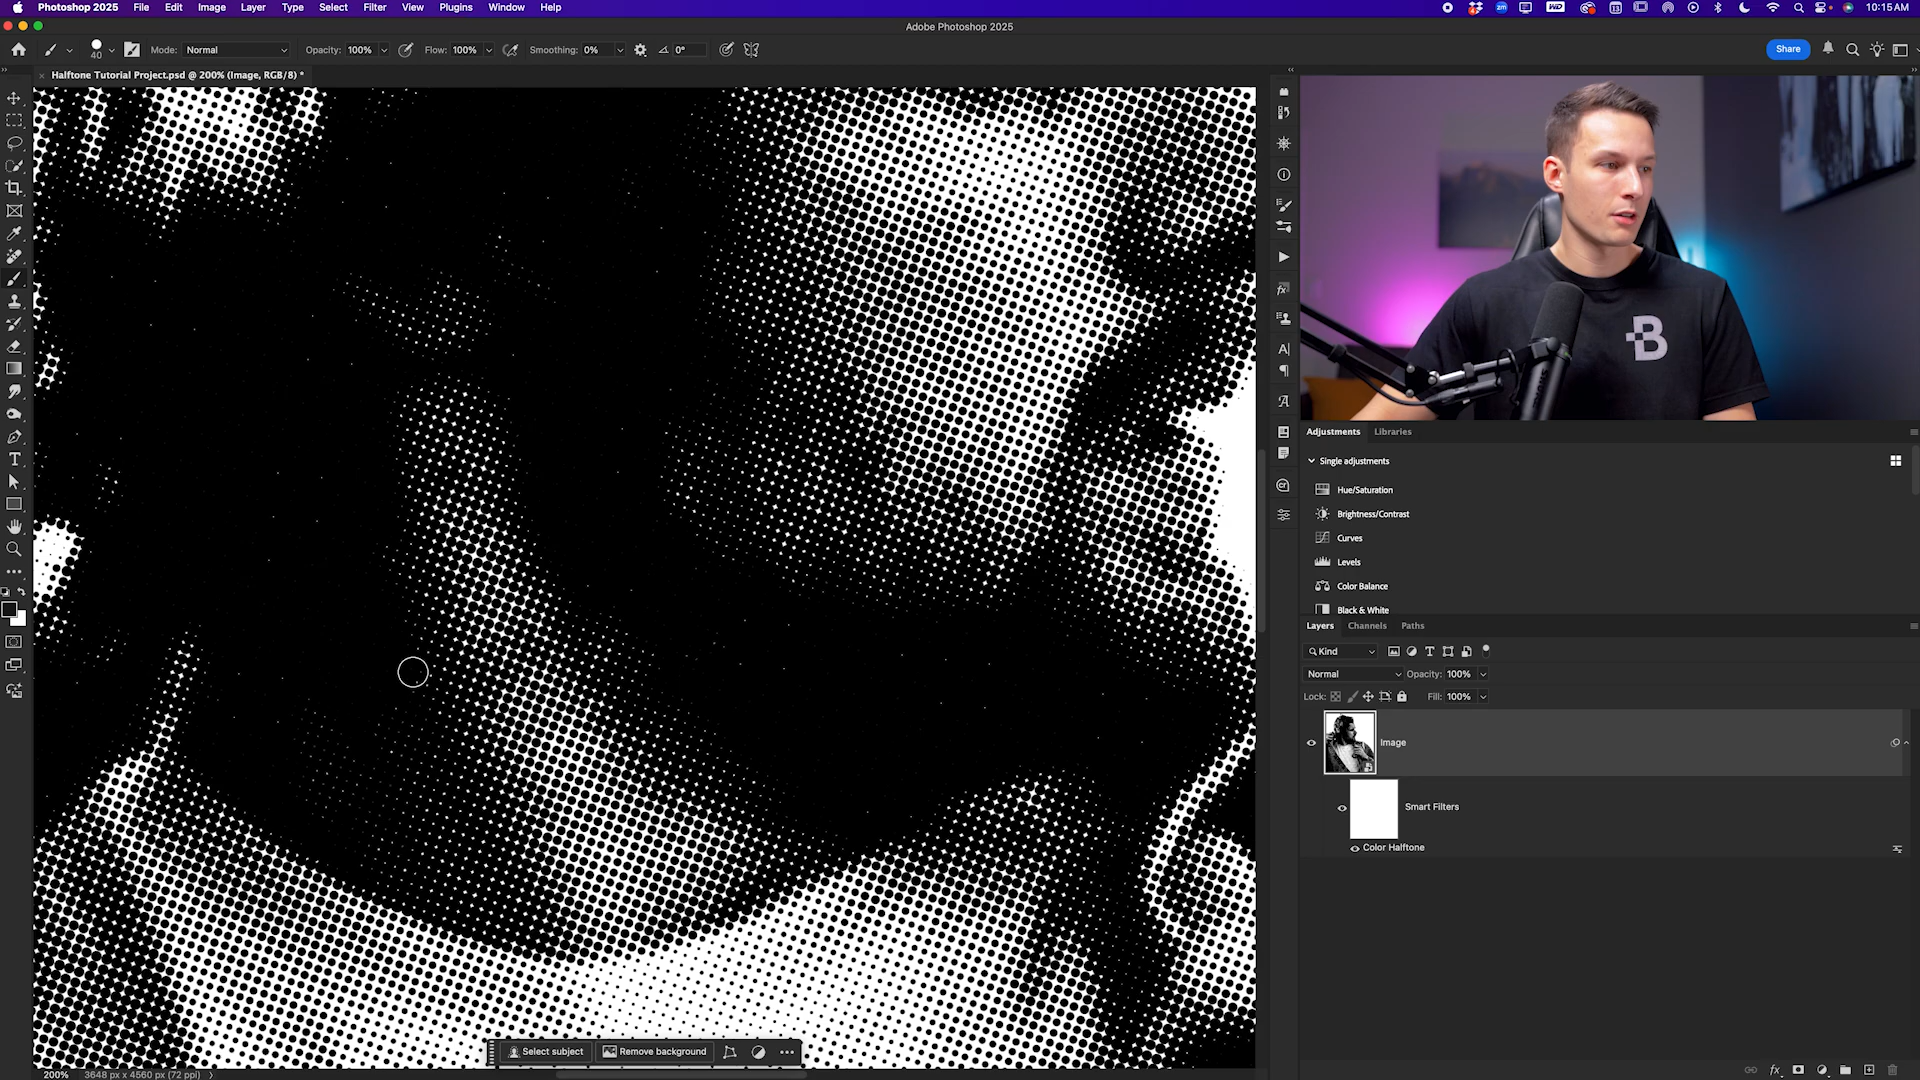 Photoshop 2025 File Edit Image Layer Type Select Filter View Plugins Window Help 10:15AM
Adobe Photoshop 2025
40 Mode: Normal Opacity: 100% Flow: 100% Smoothing: 0% 0° Share
Halftone Tutorial Project.psd @ 200% (Image, RGB/8) *
B
Adjustments Libraries
Single adjustments
Hue/Saturation
Brightness/Contrast
Curves
Levels
Color Balance
Black & White
Layers Channels Paths
Kind
Normal Opacity: 100%
Lock: Fill: 100%
Image
Smart Filters
Color Halftone
Select subject Remove background
200% 3648 px x 4560 px (72 ppi)